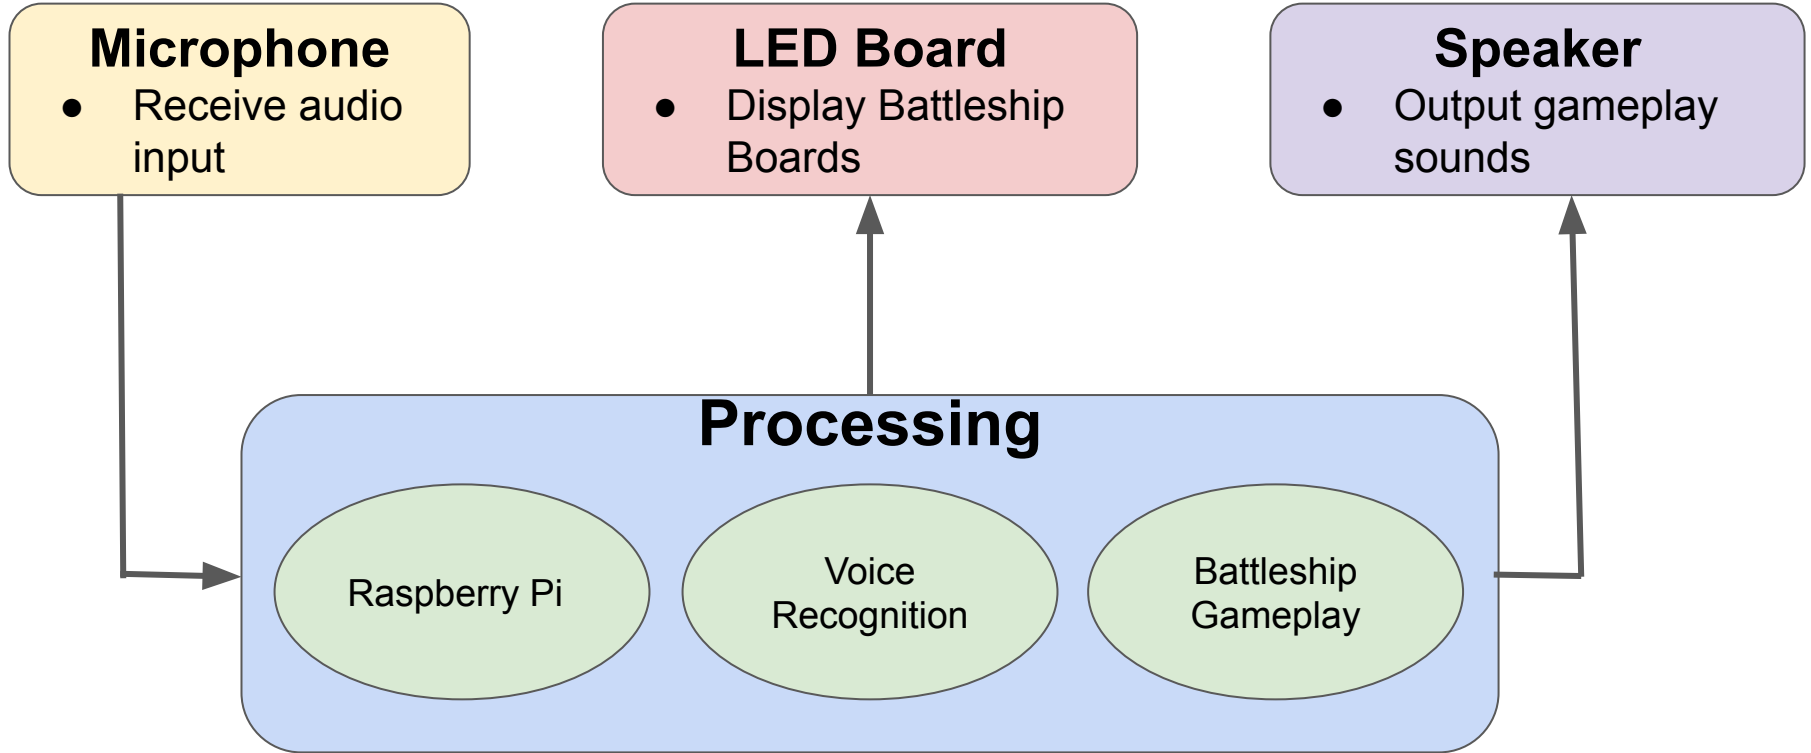 Microphone
● Receive audio
input
LED Board
● Display Battleship
Boards
Speaker
● Output gameplay
sounds
Processing
Raspberry Pi
Voice
Recognition
Battleship
Gameplay